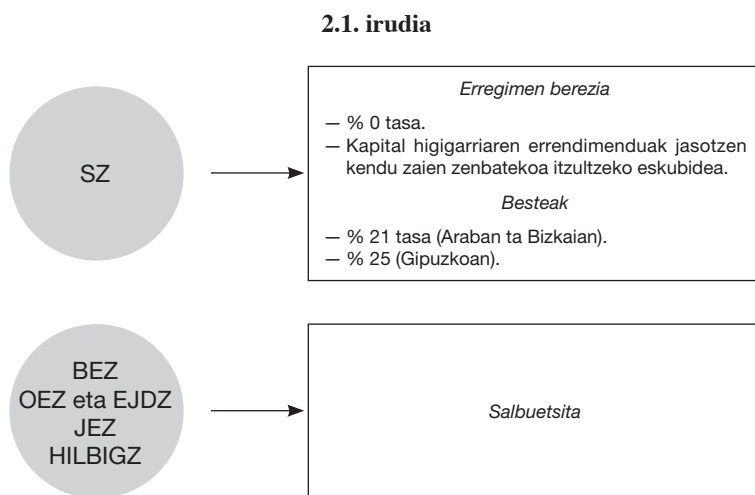 2.1. irudia
SZ
Erregimen berezia
— % 0 tasa.
— Kapital higigarriaren errendimenduak jasotzen
kendu zaien zenbatekoa itzultzeko eskubidea.
Besteak
— % 21 tasa (Araban ta Bizkaian).
— % 25 (Gipuzkoan).
BEZ
OEZ eta EJDZ
JEZ
HILBIGZ
Salbuetsita